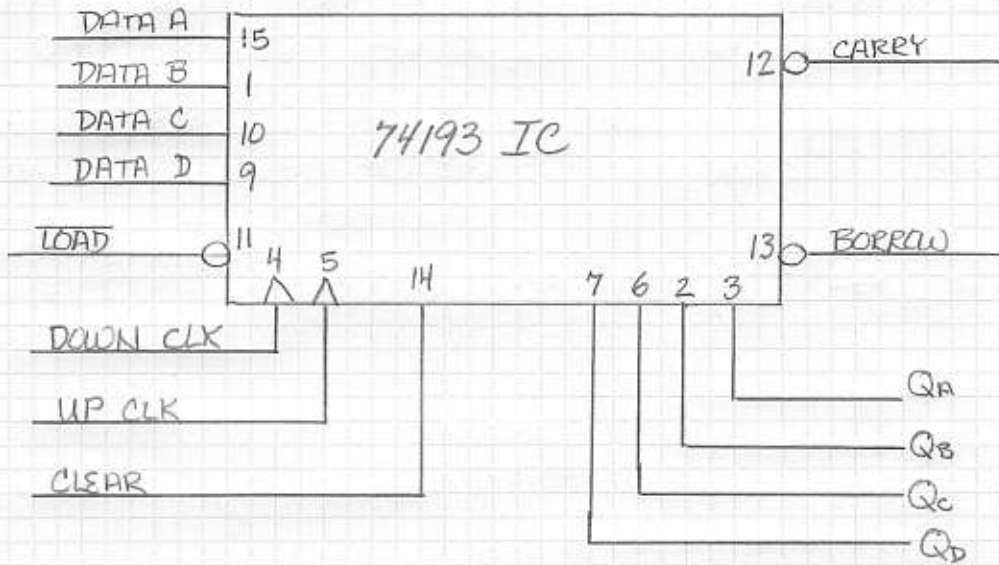 DATA A
15
DATA B
1
DATA C
10
DATA D
9
12
CARRY
74193 IC
LOAD
11
4
5
14
7
6
2
3
13
BORROW
DOWN CLK
UP CLK
CLEAR
QA
QB
QC
QD